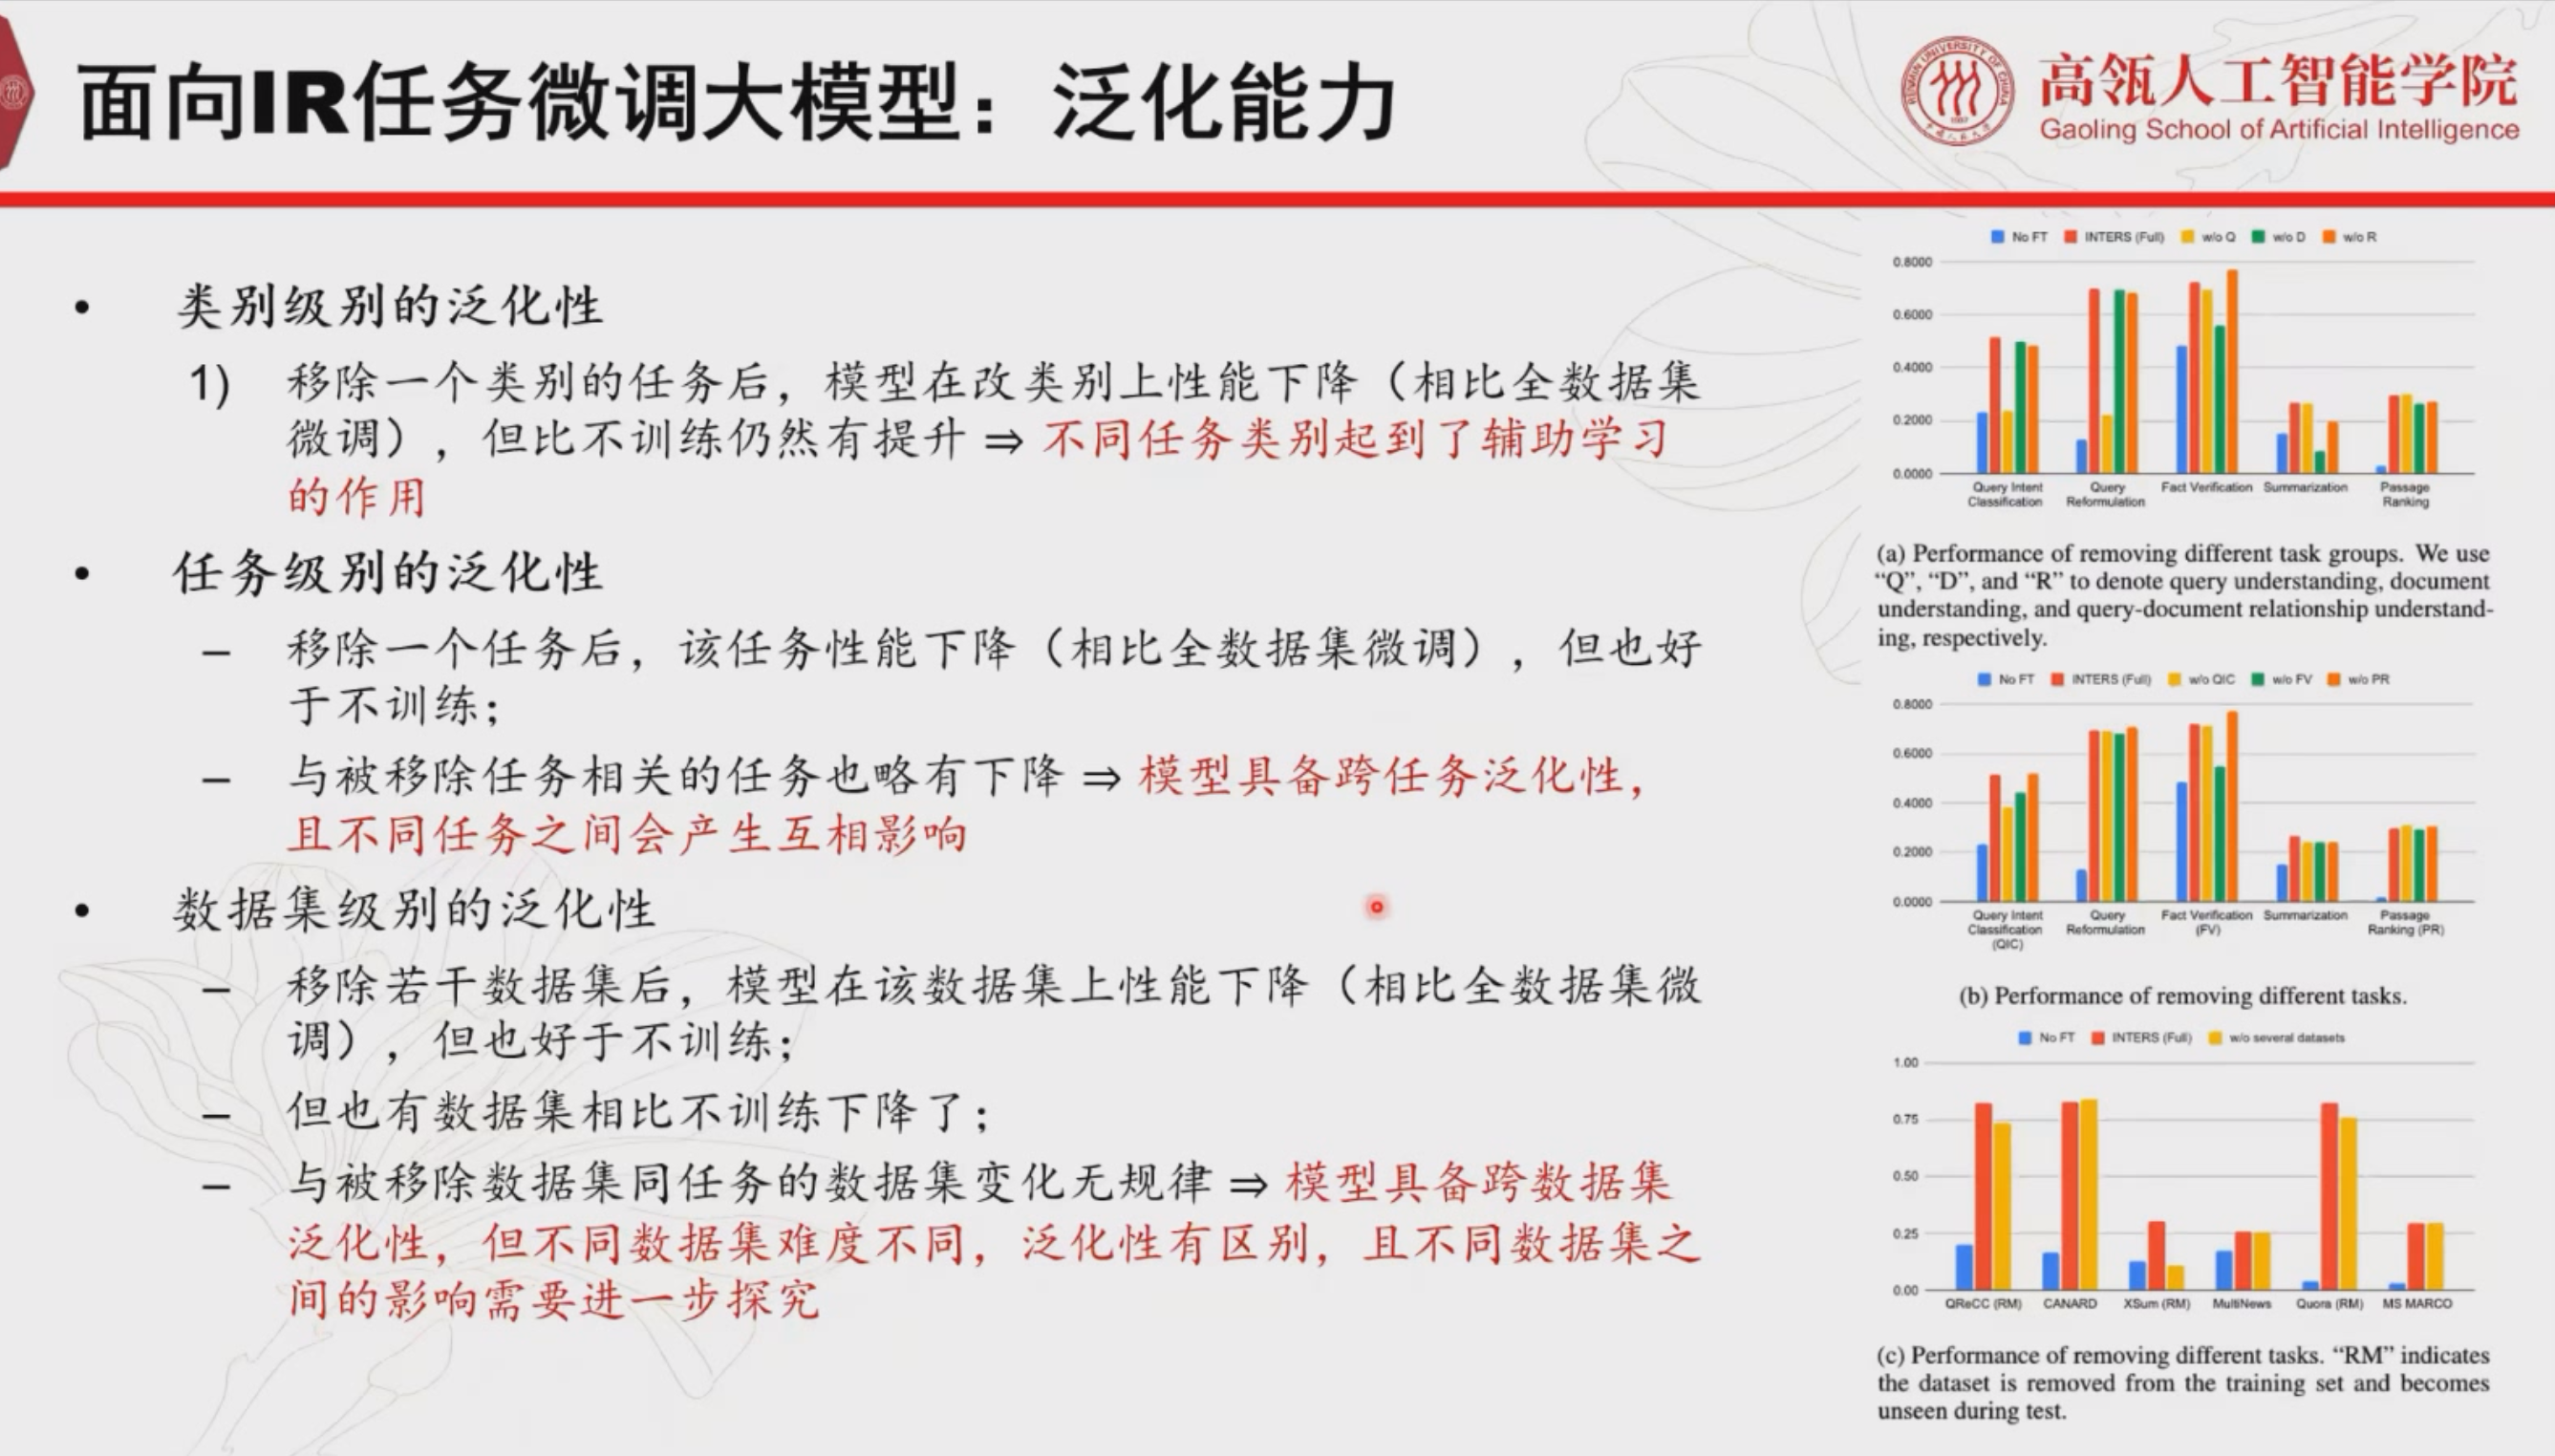 面向IR任务微调大模型：泛化能力
高瓴人工智能学院
Gaoling School of Artificial Intelligence
• 类别级别的泛化性
1) 移除一个类别的任务后，模型在改类别上性能下降（相比全数据集
微调），但比不训练仍然有提升 ⇒ 不同任务类别起到了辅助学习
的作用
• 任务级别的泛化性
– 移除一个任务后，该任务性能下降（相比全数据集微调），但也好
于不训练；
– 与被移除任务相关的任务也略有下降 ⇒ 模型具备跨任务泛化性，
且不同任务之间会产生互相影响
• 数据集级别的泛化性
– 移除若干数据集后，模型在该数据集上性能下降（相比全数据集微
调），但也好于不训练；
– 但也有数据集相比不训练下降了；
– 与被移除数据集同任务的数据集变化无规律 ⇒ 模型具备跨数据集
泛化性，但不同数据集难度不同，泛化性有区别，且不同数据集之
间的影响需要进一步探究
No FT INTERS (Full) w/o Q w/o D w/o R
0.8000
0.6000
0.4000
0.2000
0.0000
Query Intent Query Fact Verification Summarization Passage
Classification Reformulation Ranking
(a) Performance of removing different task groups. We use
“Q”, “D”, and “R” to denote query understanding, document
understanding, and query-document relationship understand-
ing, respectively.
No FT INTERS (Full) w/o QIC w/o FV w/o PR
0.8000
0.6000
0.4000
0.2000
0.0000
Query Intent Query Fact Verification Summarization Passage
Classification Reformulation (FV) Ranking (PR)
(QIC)
(b) Performance of removing different tasks.
No FT INTERS (Full) w/o several datasets
1.00
0.75
0.50
0.25
0.00
QReCC (RM) CANARD XSum (RM) MultiNews Quora (RM) MS MARCO
(c) Performance of removing different tasks. “RM” indicates
the dataset is removed from the training set and becomes
unseen during test.